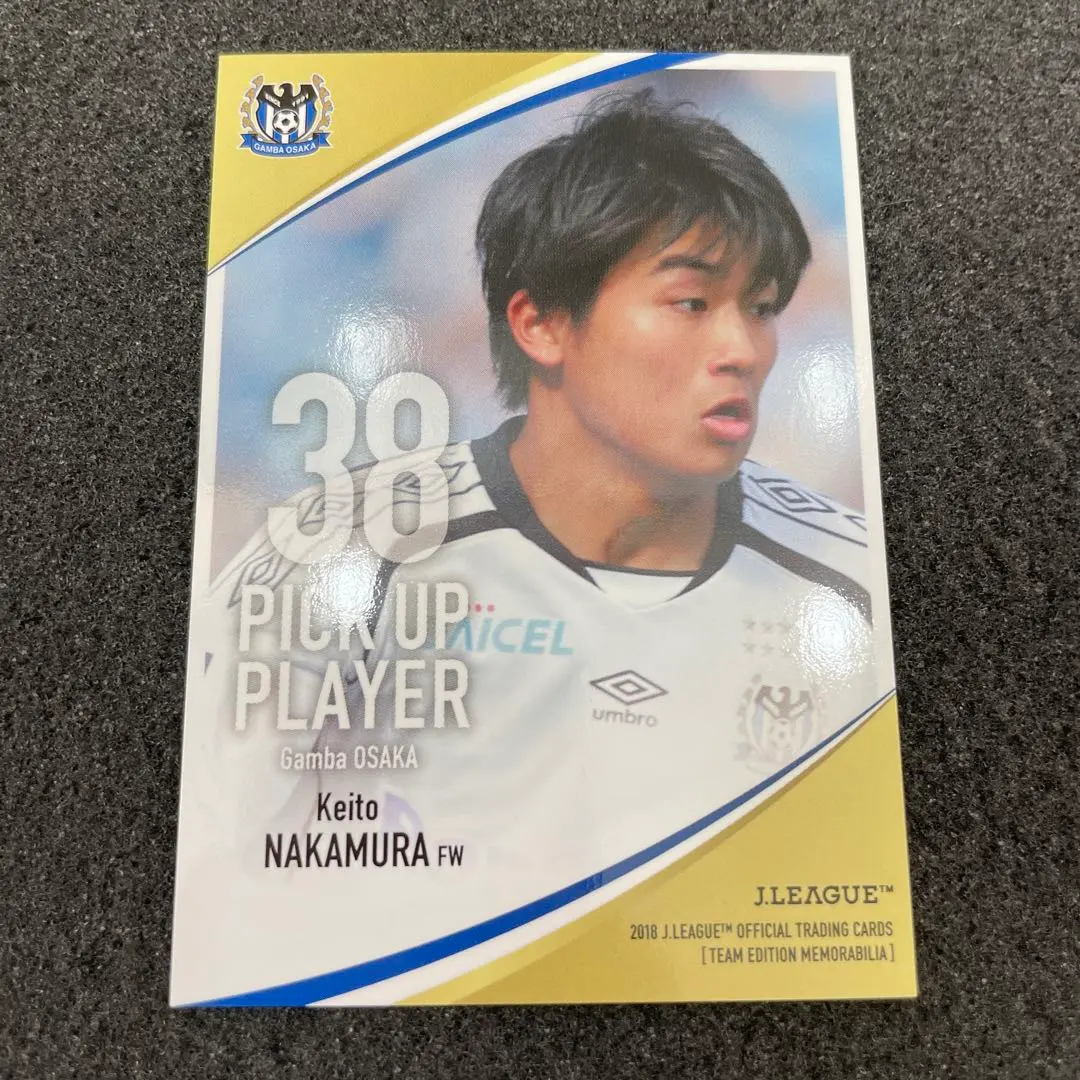 GAMBA OSAKA
38
PICK UP
PLAYER
Gamba OSAKA
Keito
NAKAMURA FW
umbro
J.LEAGUE™
2018 J.LEAGUE™ OFFICIAL TRADING CARDS
[TEAM EDITION MEMORABILIA]